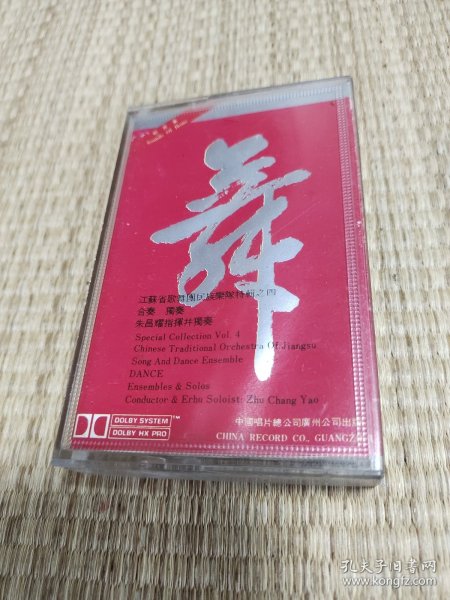 舞
江蘇省歌舞團民族樂隊特輯之四
合奏 獨奏
朱昌耀指揮并獨奏
Special Collection Vol. 4
Chinese Traditional Orchestra Of Jiangsu
Song And Dance Ensemble
DANCE
Ensembles & Solos
Conductor & Erhu Soloist: Zhu Chang Yao
DOLBY SYSTEM™
DOLBY HX PRO
中國唱片總公司廣州公司出版
CHINA RECORD CO., GUANGZ
孔夫子旧书网
www.kongfz.com